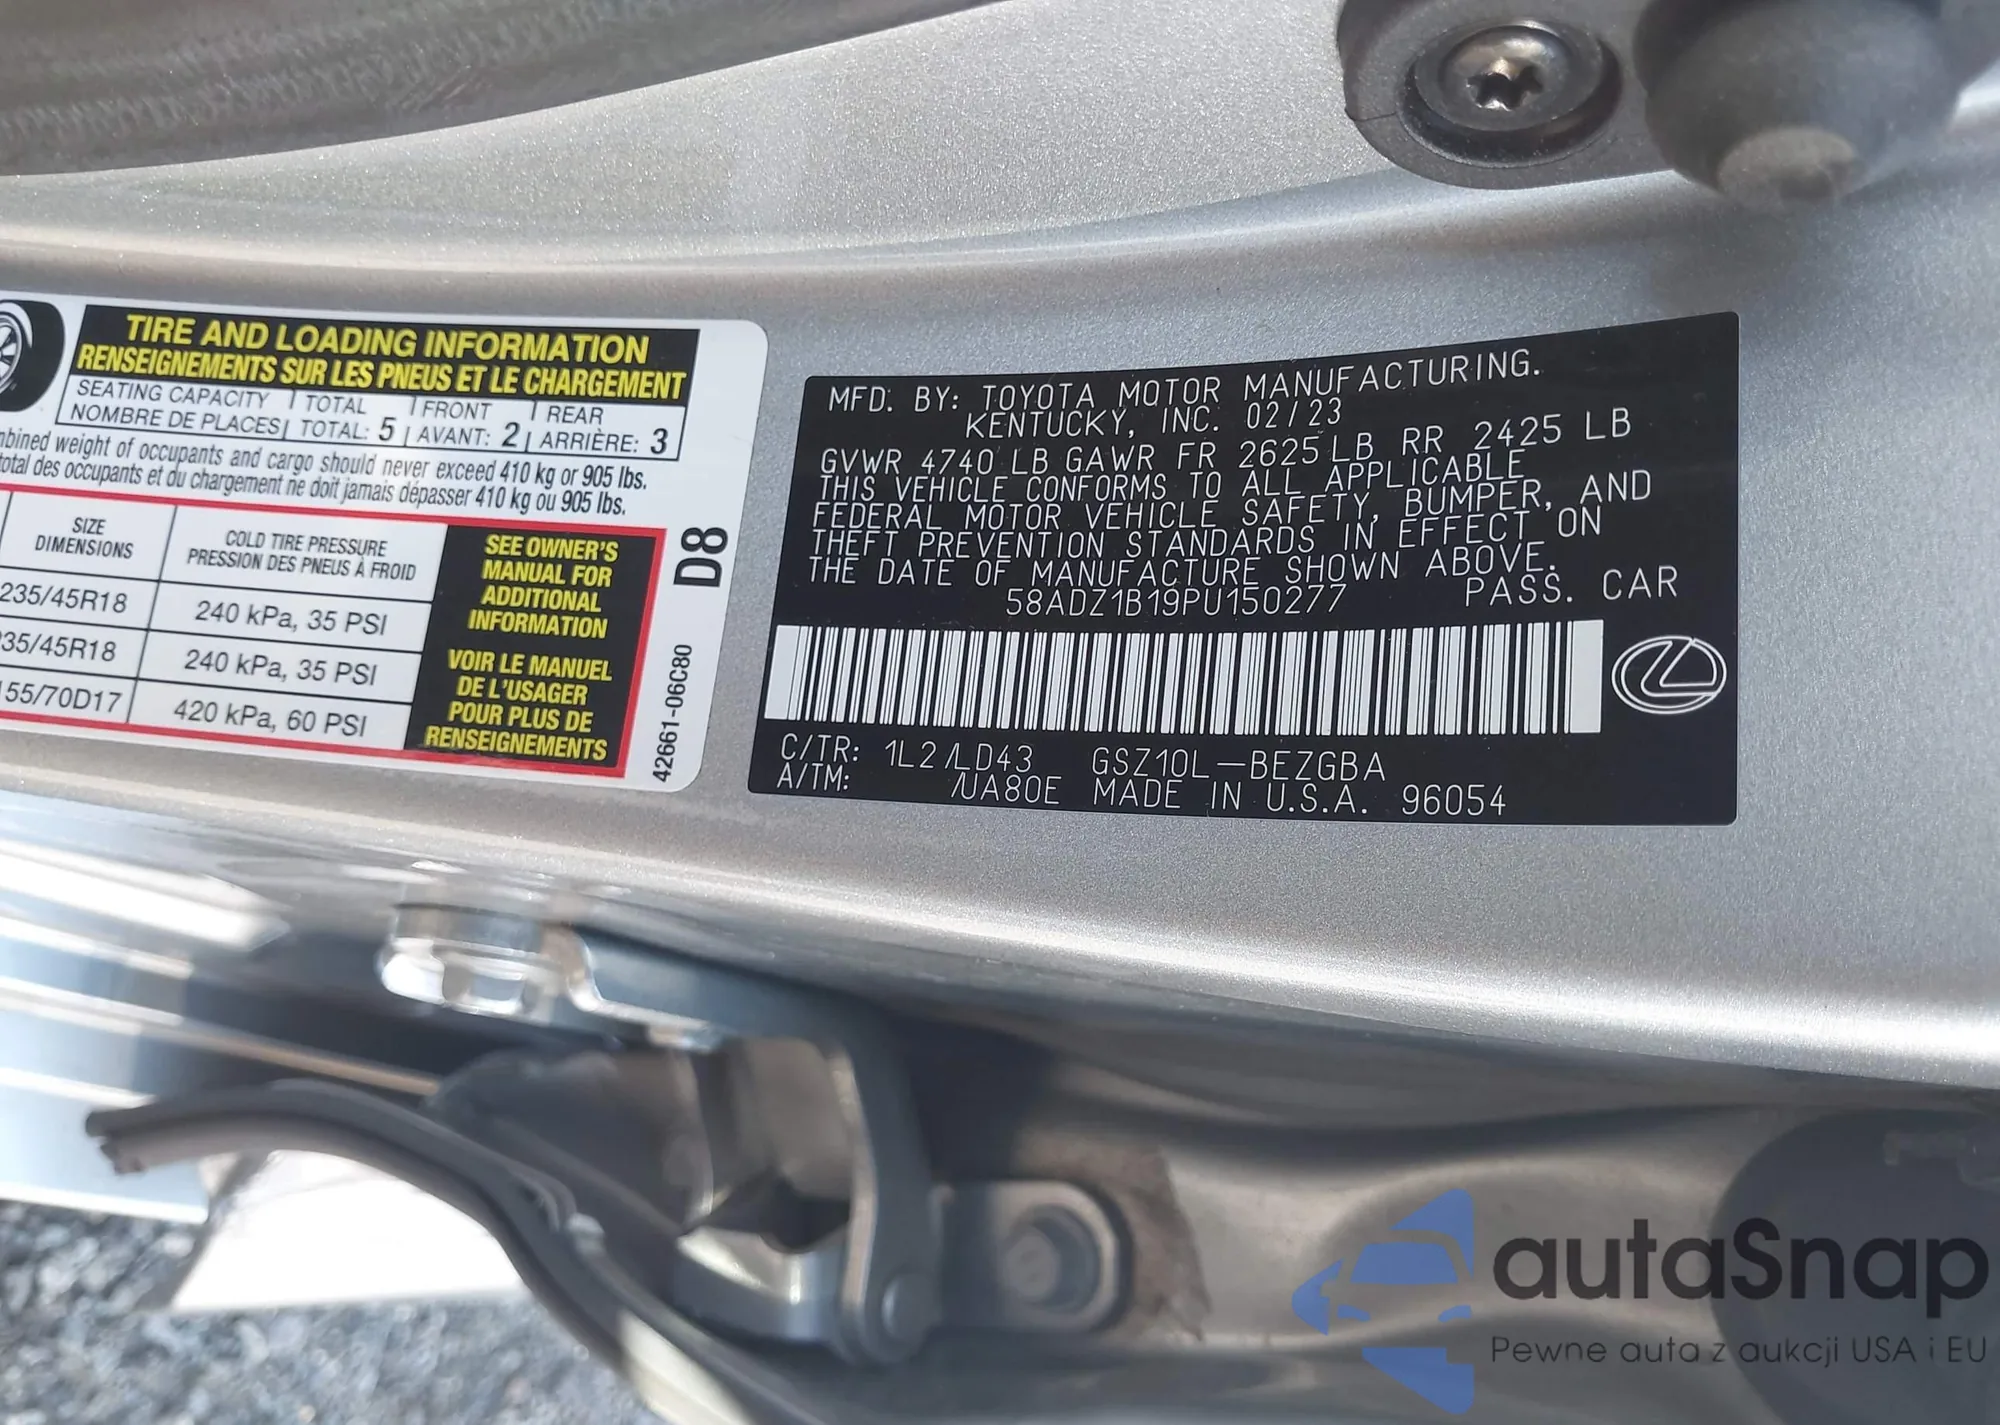 TIRE AND LOADING INFORMATION
RENSEIGNEMENTS SUR LES PNEUS ET LE CHARGEMENT
SEATING CAPACITY TOTAL FRONT REAR
NOMBRE DE PLACES TOTAL: 5 AVANT: 2 ARRIÈRE: 3
weight of occupants and cargo should never exceed 410 kg or 905 lbs.
total des occupants et du chargement ne doit jamais dépasser 410 kg ou 905 lbs.
SIZE
DIMENSIONS
COLD TIRE PRESSURE
PRESSION DES PNEUS À FROID
235/45R18 240 kPa, 35 PSI
35/45R18 240 kPa, 35 PSI
155/70D17 420 kPa, 60 PSI
SEE OWNER'S
MANUAL FOR
ADDITIONAL
INFORMATION
VOIR LE MANUEL
DE L'USAGER
POUR PLUS DE
RENSEIGNEMENTS
D8
42661-06C80
MFD. BY: TOYOTA MOTOR MANUFACTURING.
KENTUCKY, INC. 02/23
GVWR 4740 LB GAWR FR 2625 LB RR 2425 LB
THIS VEHICLE CONFORMS TO ALL APPLICABLE
FEDERAL MOTOR VEHICLE SAFETY, BUMPER, AND
THEFT PREVENTION STANDARDS IN EFFECT ON
THE DATE OF MANUFACTURE SHOWN ABOVE.
58ADZ1B19PU150277 PASS. CAR
C/TR: 1L2/LD43 GSZ10L-BEZGBA
A/TM: /UA80E MADE IN U.S.A. 96054
autaSnap
Pewne auta z aukcji USA i EU